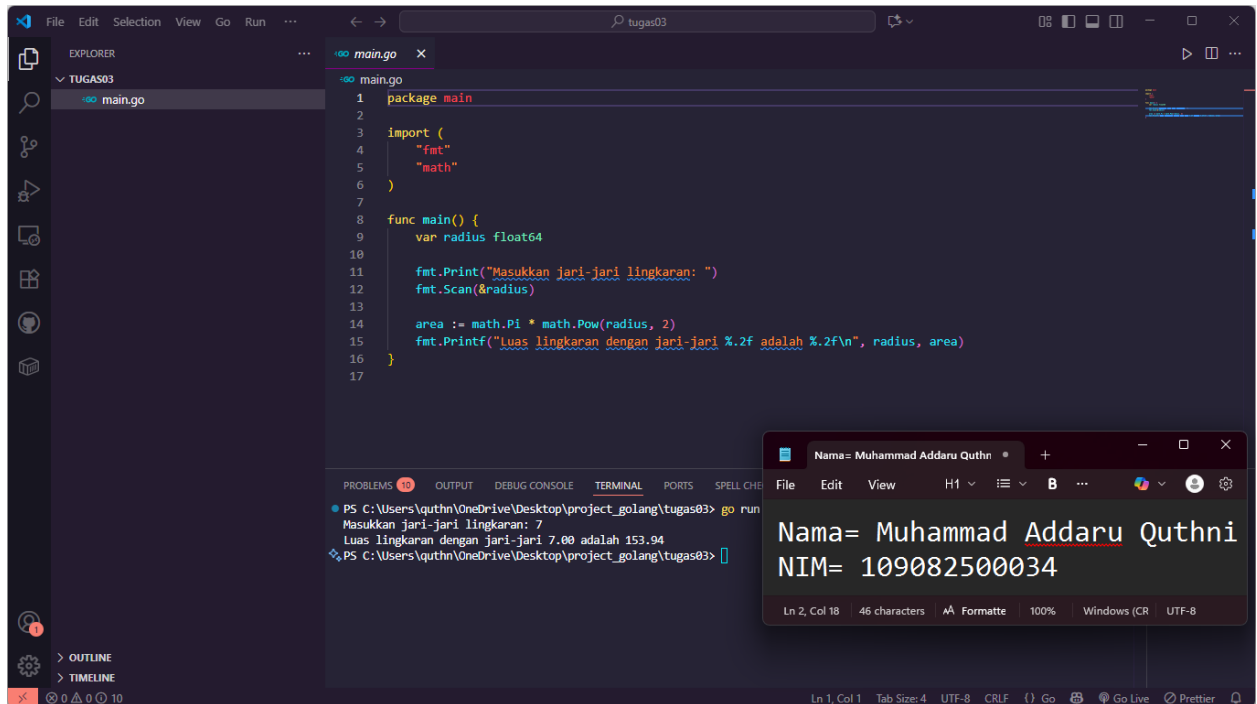 File Edit Selection View Go Run ··· tugas03
EXPLORER ···
TUGAS03
GO main.go
GO main.go
GO main.go
1 package main
2
3 import (
4 "fmt"
5 "math"
6 )
7
8 func main() {
9 var radius float64
10
11 fmt.Print("Masukkan jari-jari lingkaran: ")
12 fmt.Scan(&radius)
13
14 area := math.Pi * math.Pow(radius, 2)
15 fmt.Printf("Luas lingkaran dengan jari-jari %.2f adalah %.2f\n", radius, area)
16 }
17
PROBLEMS 10 OUTPUT DEBUG CONSOLE TERMINAL PORTS SPELL CHE
PS C:\Users\quthn\OneDrive\Desktop\project_golang\tugas03> go run
Masukkan jari-jari lingkaran: 7
Luas lingkaran dengan jari-jari 7.00 adalah 153.94
PS C:\Users\quthn\OneDrive\Desktop\project_golang\tugas03>
Nama= Muhammad Addaru Quthn
File Edit View H1 B ···
Nama= Muhammad Addaru Quthni
NIM= 109082500034
Ln 2, Col 18 46 characters Formatte 100% Windows (CR UTF-8
1
OUTLINE
TIMELINE
0 0 10 Ln 1, Col 1 Tab Size: 4 UTF-8 CRLF {} Go Go Live Prettier